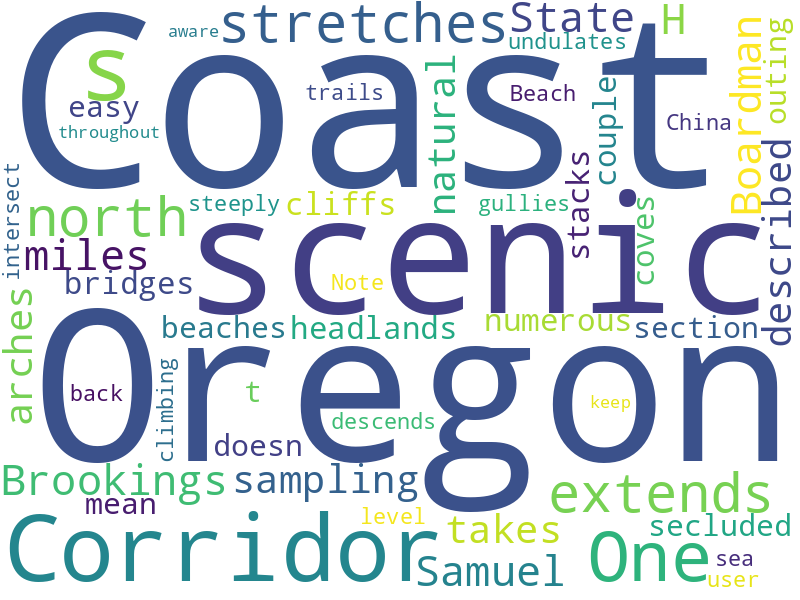 aware
stretches
State
H
undulates
Coast
s
easy
throughout
trails
natural
Beach
couple
China
Boardman
outing
intersect
north
steeply
cliffs
gullies
stacks
coves
described
miles
bridges
scenic
Note
arches
beaches
headlands
numerous
section
Oregon
back
climbing
t
descends
keep
doesn
Brookings
sampling
mean
extends
Corridor
level
takes
secluded
Samuel
One
sea
user